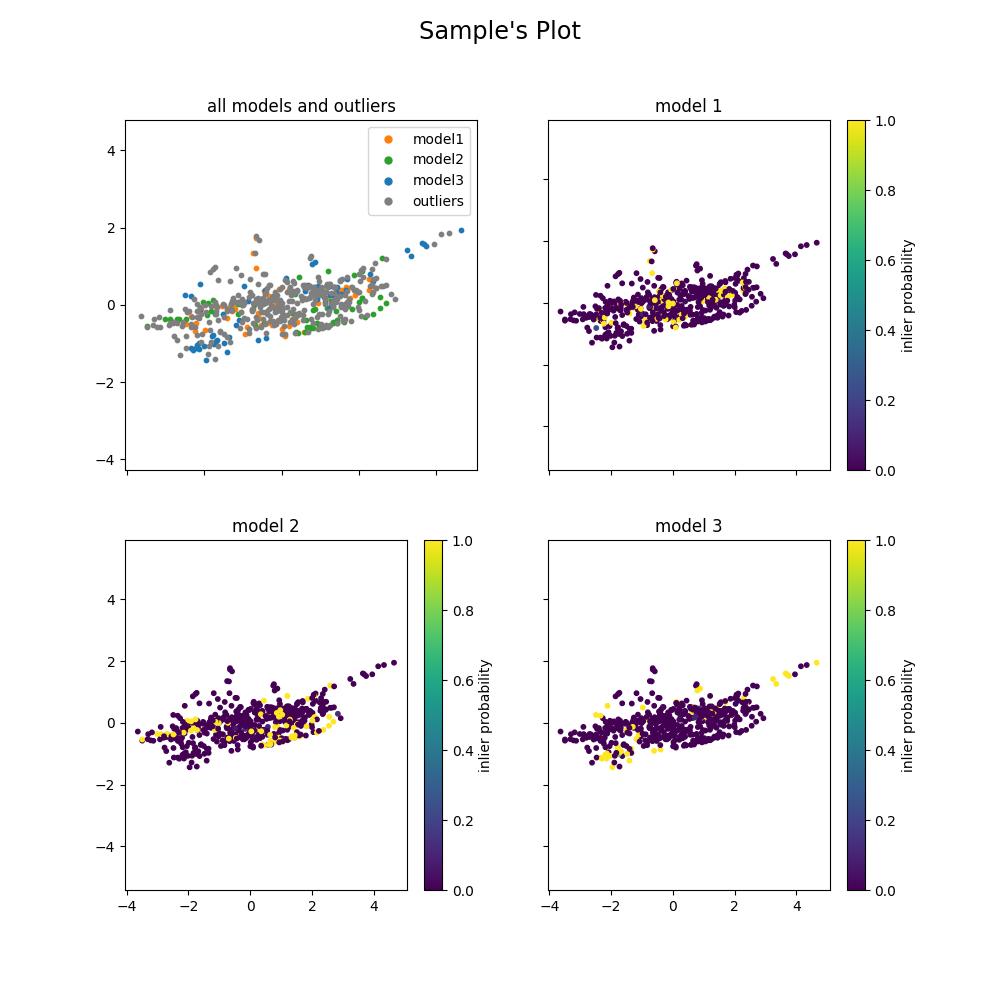 Sample's Plot
all models and outliers
model1
model2
model3
outliers
4
2
0
−2
−4
model 1
1.0
0.8
0.6
0.4
0.2
0.0
inlier probability
model 2
4
2
0
−2
−4
−4 −2 0 2 4
1.0
0.8
0.6
0.4
0.2
0.0
inlier probability
model 3
−4 −2 0 2 4
1.0
0.8
0.6
0.4
0.2
0.0
inlier probability